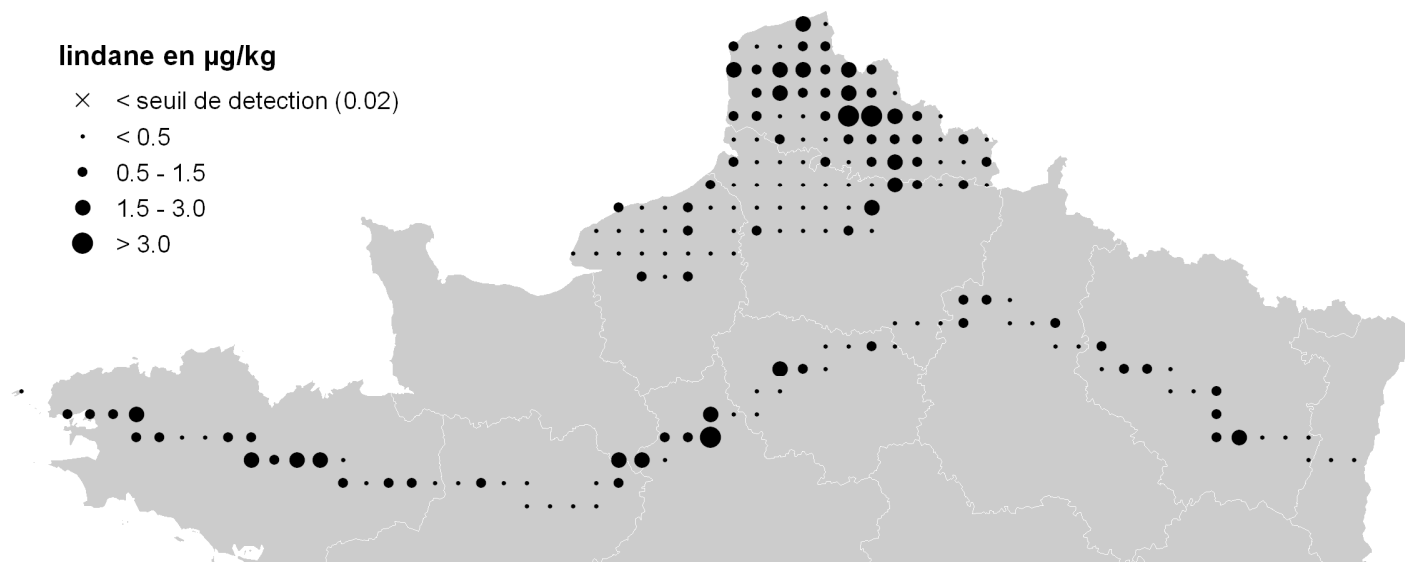 lindane en µg/kg
< seuil de detection (0.02)
< 0.5
0.5 - 1.5
1.5 - 3.0
> 3.0